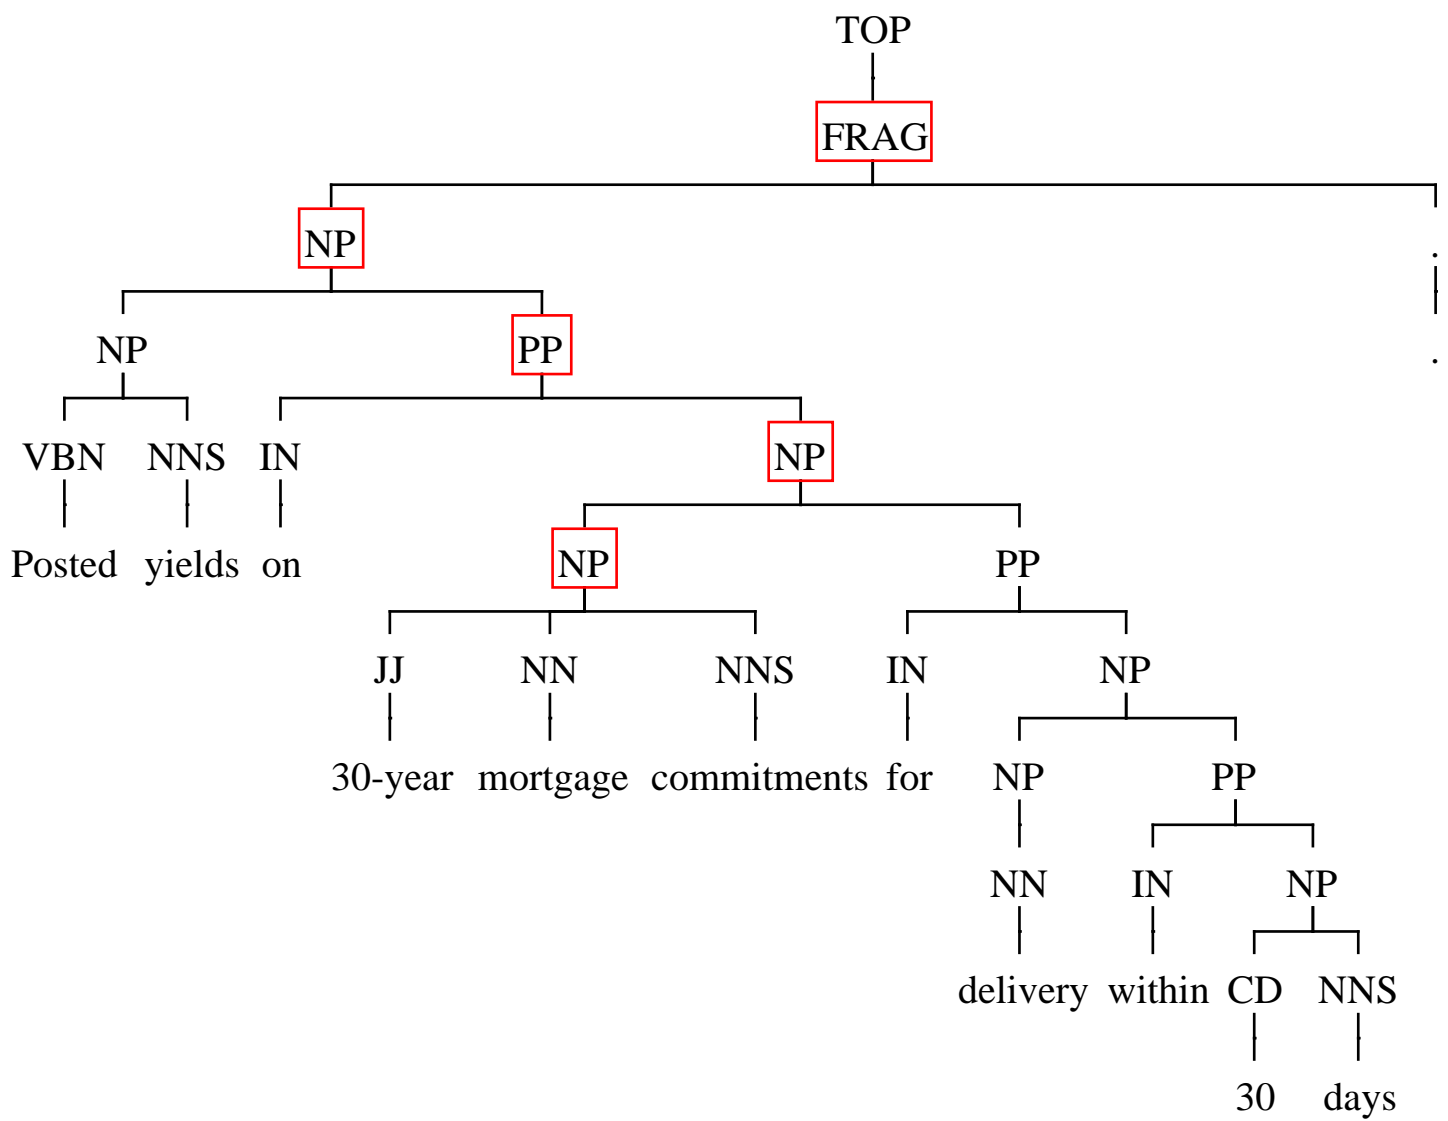 TOP
FRAG
NP .
NP PP .
VBN NNS IN NP
Posted yields on NP PP
JJ NN NNS IN NP
30-year mortgage commitments for NP PP
NN IN NP
delivery within CD NNS
30 days